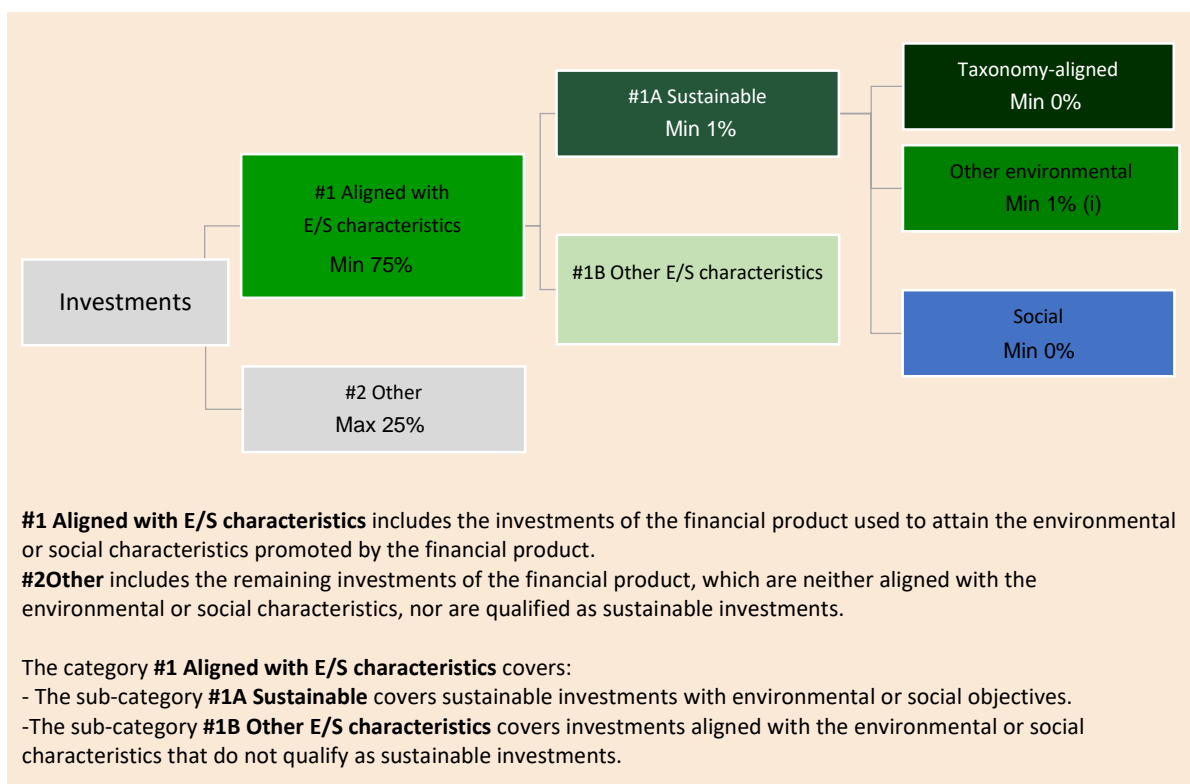 Investments
#1 Aligned with
E/S characteristics
Min 75%
#2 Other
Max 25%
#1A Sustainable
Min 1%
#1B Other E/S characteristics
Taxonomy-aligned
Min 0%
Other environmental
Min 1% (i)
Social
Min 0%
#1 Aligned with E/S characteristics includes the investments of the financial product used to attain the environmental
or social characteristics promoted by the financial product.
#2Other includes the remaining investments of the financial product, which are neither aligned with the
environmental or social characteristics, nor are qualified as sustainable investments.
The category #1 Aligned with E/S characteristics covers:
- The sub-category #1A Sustainable covers sustainable investments with environmental or social objectives.
-The sub-category #1B Other E/S characteristics covers investments aligned with the environmental or social
characteristics that do not qualify as sustainable investments.